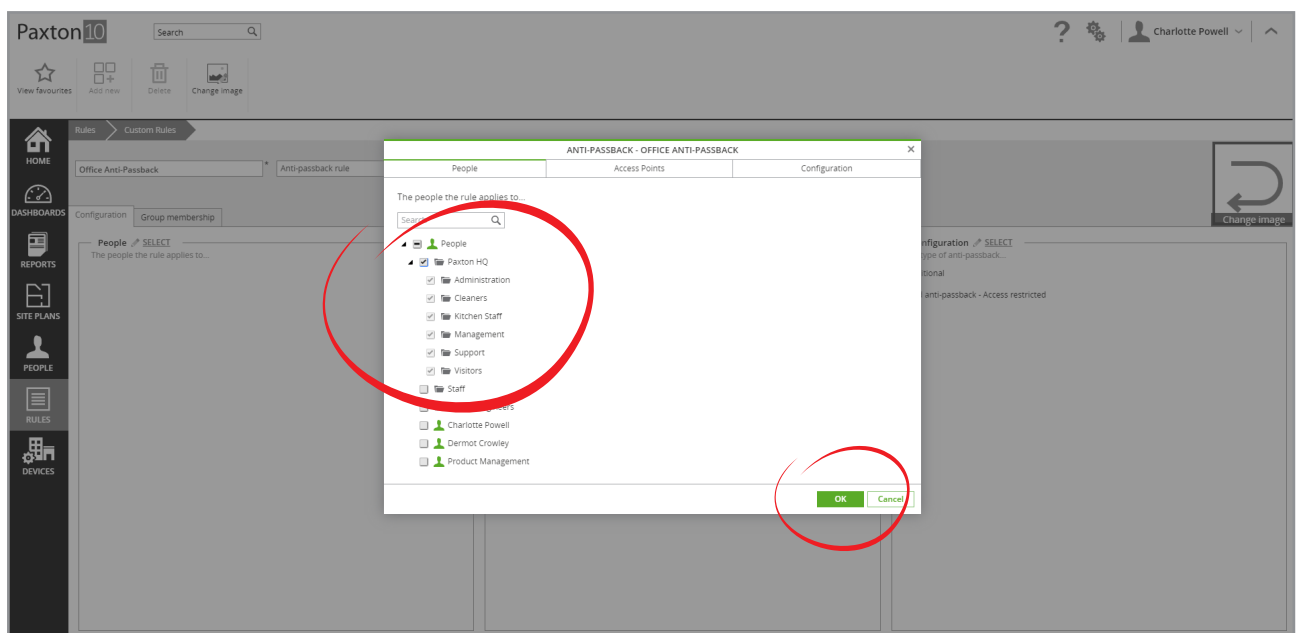 Paxton10
Search
Charlotte Powell
View favourites
Add new
Delete
Change image
Rules
Custom Rules
HOME
DASHBOARDS
REPORTS
SITE PLANS
PEOPLE
RULES
DEVICES
Office Anti-Passback
*
Anti-passback rule
Configuration
Group membership
People SELECT
The people the rule applies to...
ANTI-PASSBACK - OFFICE ANTI-PASSBACK
People
Access Points
Configuration
The people the rule applies to...
Search
People
Paxton HQ
Administration
Cleaners
Kitchen Staff
Management
Support
Visitors
Staff
Charlotte Powell
Dermot Crowley
Product Management
OK
Cancel
SELECT
of anti-passback...
anti-passback - Access restricted
Change image